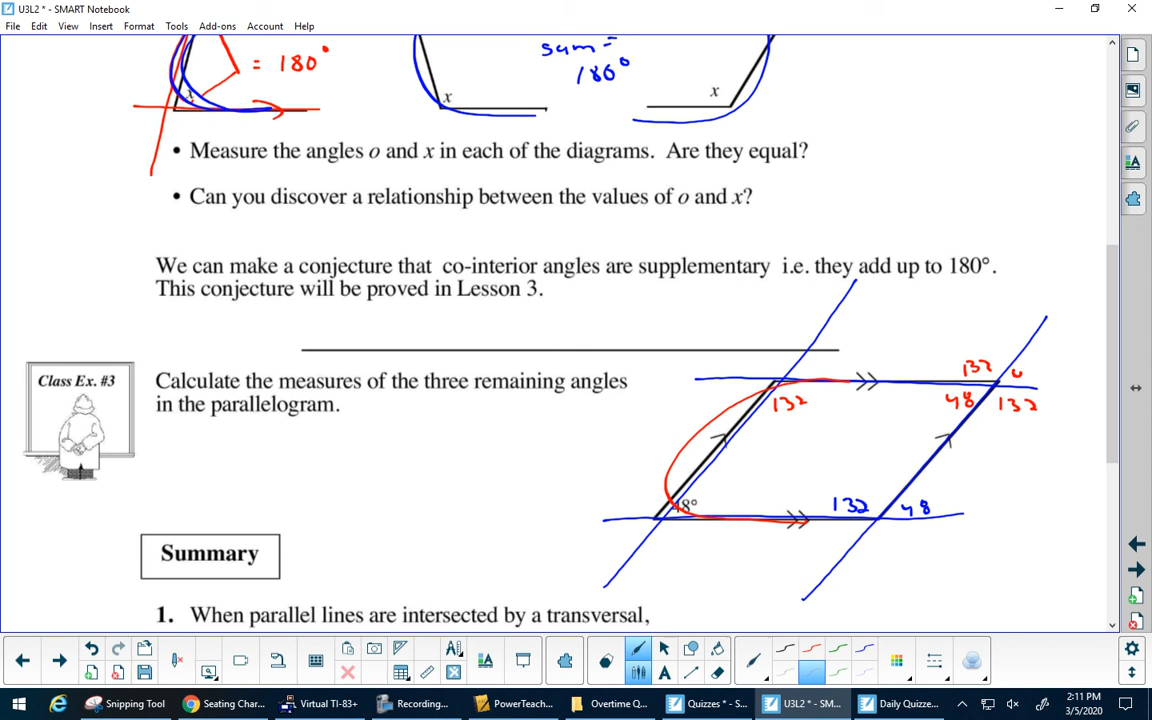 U3L2 * - SMART Notebook
File Edit View Insert Format Tools Add-ons Account Help
= 180°
sum =
180°
x x x
• Measure the angles o and x in each of the diagrams. Are they equal?
• Can you discover a relationship between the values of o and x?
We can make a conjecture that co-interior angles are supplementary i.e. they add up to 180°.
This conjecture will be proved in Lesson 3.
Class Ex. #3
Calculate the measures of the three remaining angles
in the parallelogram.
132
132
48 132
48°
132 48
Summary
1. When parallel lines are intersected by a transversal,
Snipping Tool
Seating Char...
Virtual TI-83+
Recording...
PowerTeach...
Overtime Q...
Quizzes * - S...
U3L2 * - SM...
Daily Quizze...
2:11 PM
3/5/2020